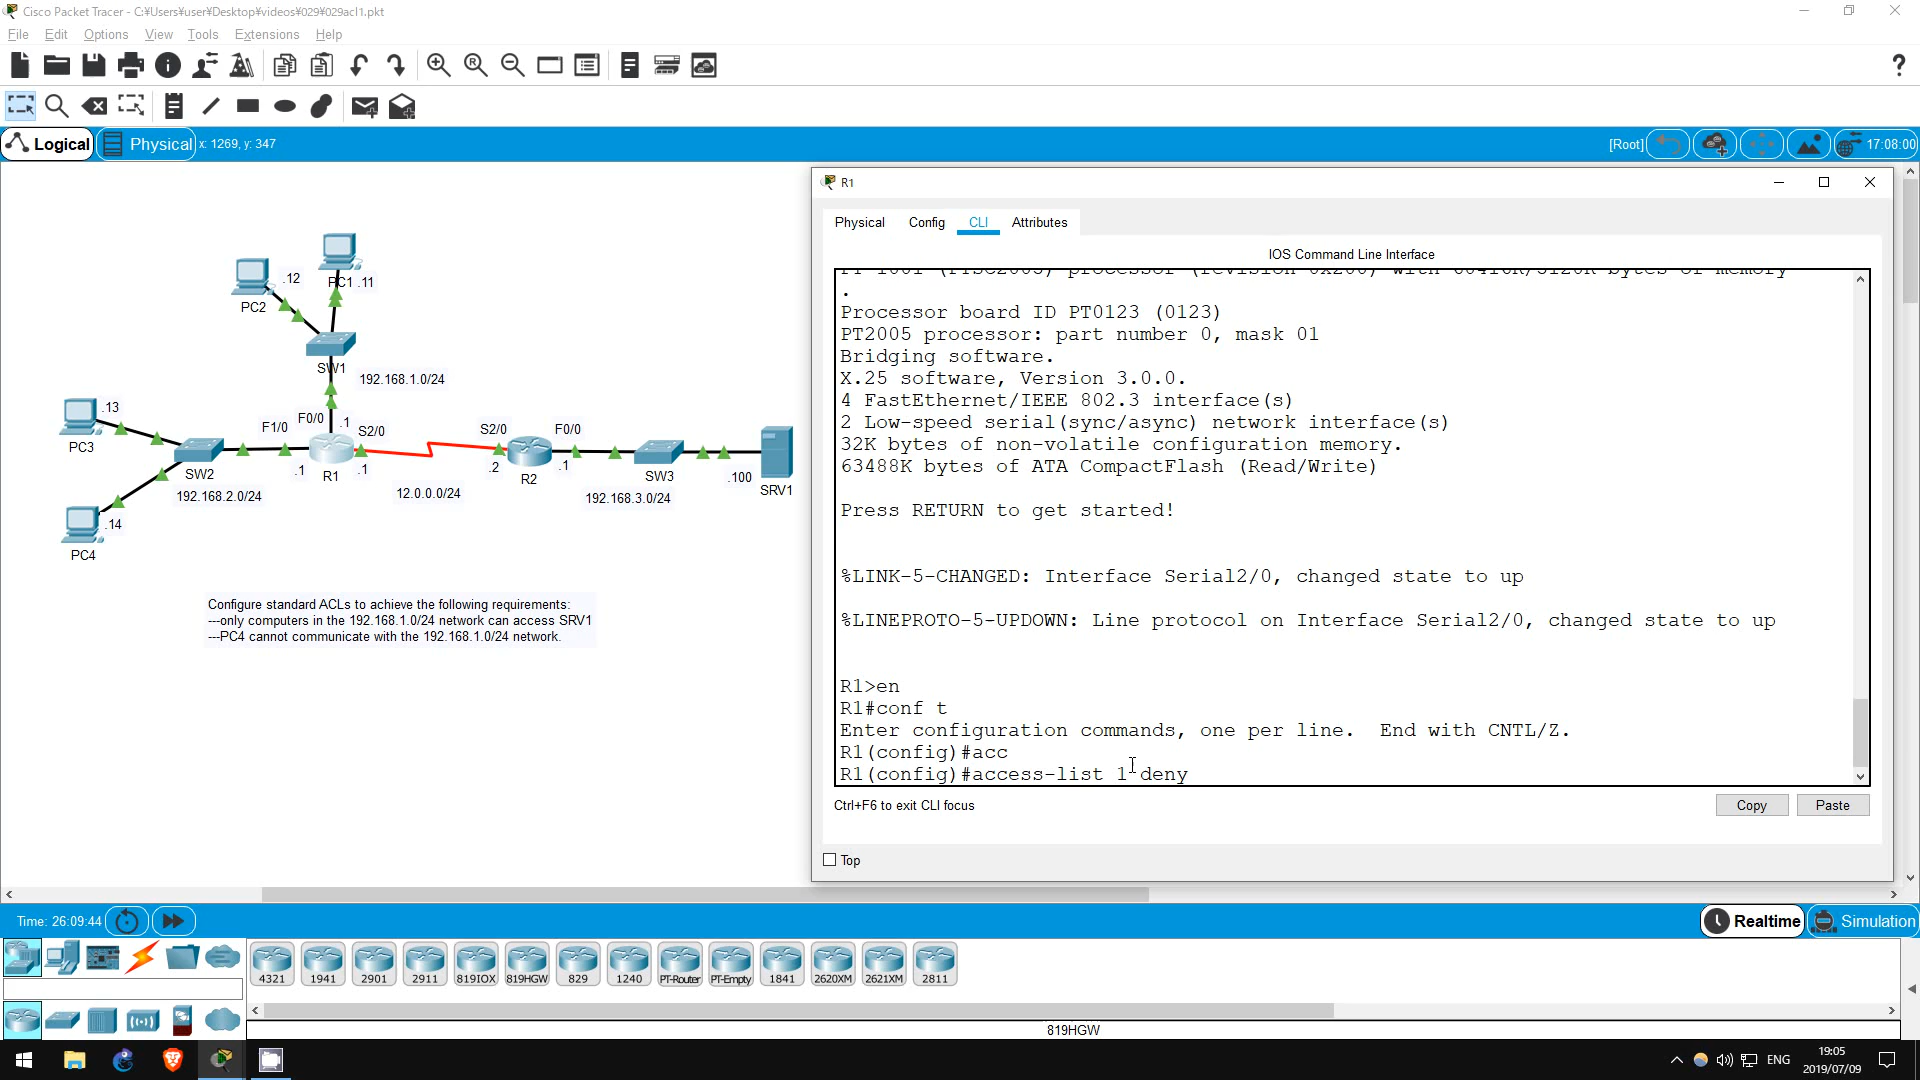 Cisco Packet Tracer - C:¥Users¥user¥Desktop¥videos¥029¥029acl1.pkt
File Edit Options View Tools Extensions Help
Logical Physical x: 1269, y: 347 [Root] 17:08:00
R1
Physical Config CLI Attributes
IOS Command Line Interface
.
Processor board ID PT0123 (0123)
PT2005 processor: part number 0, mask 01
Bridging software.
X.25 software, Version 3.0.0.
4 FastEthernet/IEEE 802.3 interface(s)
2 Low-speed serial(sync/async) network interface(s)
32K bytes of non-volatile configuration memory.
63488K bytes of ATA CompactFlash (Read/Write)
Press RETURN to get started!
%LINK-5-CHANGED: Interface Serial2/0, changed state to up
%LINEPROTO-5-UPDOWN: Line protocol on Interface Serial2/0, changed state to up
R1>en
R1#conf t
Enter configuration commands, one per line.  End with CNTL/Z.
R1(config)#acc
R1(config)#access-list 1 deny
Ctrl+F6 to exit CLI focus
Copy Paste
Top
.12
PC1 .11
PC2
SW1
192.168.1.0/24
.13
PC3
F1/0
F0/0
.1
S2/0
S2/0
F0/0
SW2
.1
R1
.1
.2
R2
.1
SW3
.100
SRV1
192.168.2.0/24
12.0.0.0/24
192.168.3.0/24
.14
PC4
Configure standard ACLs to achieve the following requirements:
---only computers in the 192.168.1.0/24 network can access SRV1
---PC4 cannot communicate with the 192.168.1.0/24 network.
Time: 26:09:44 Realtime Simulation
4321 1941 2901 2911 819IOX 819HGW 829 1240 PT-Router PT-Empty 1841 2620XM 2621XM 2811
819HGW
ENG
19:05
2019/07/09